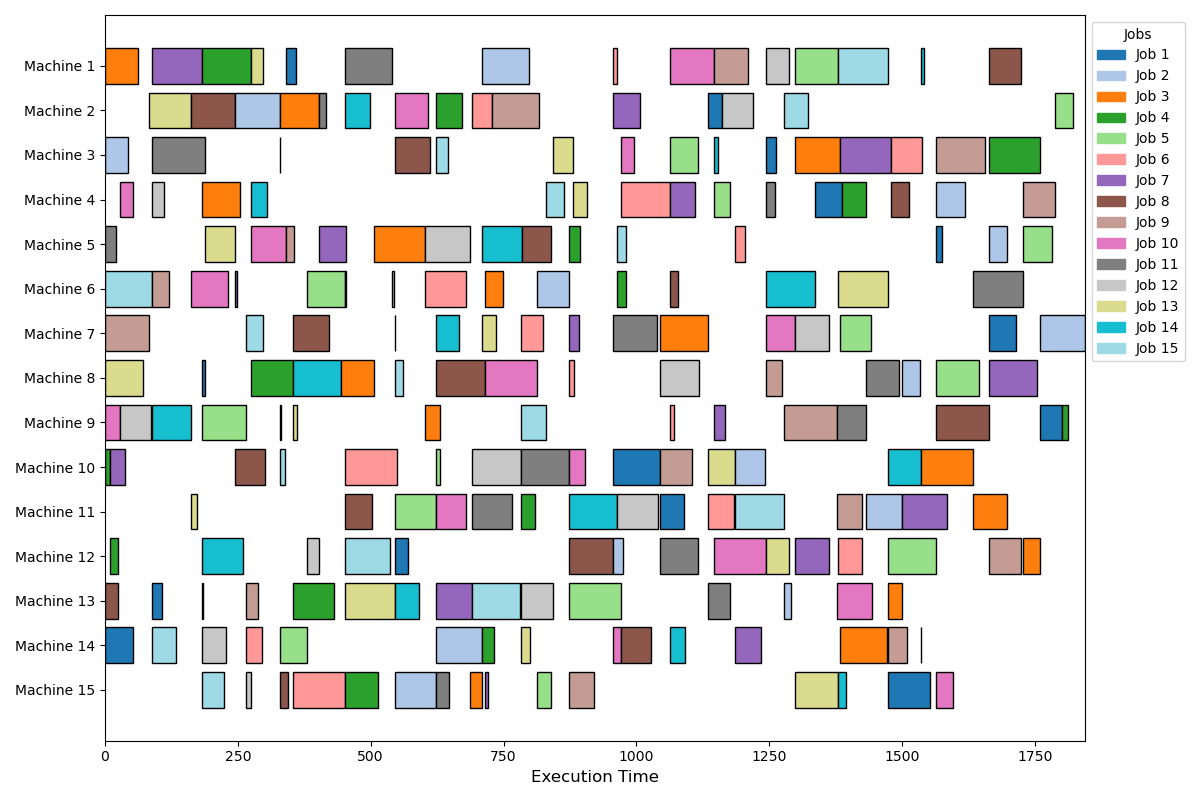 Machine 1
Machine 2
Machine 3
Machine 4
Machine 5
Machine 6
Machine 7
Machine 8
Machine 9
Machine 10
Machine 11
Machine 12
Machine 13
Machine 14
Machine 15
0 250 500 750 1000 1250 1500 1750
Execution Time
Jobs
Job 1
Job 2
Job 3
Job 4
Job 5
Job 6
Job 7
Job 8
Job 9
Job 10
Job 11
Job 12
Job 13
Job 14
Job 15